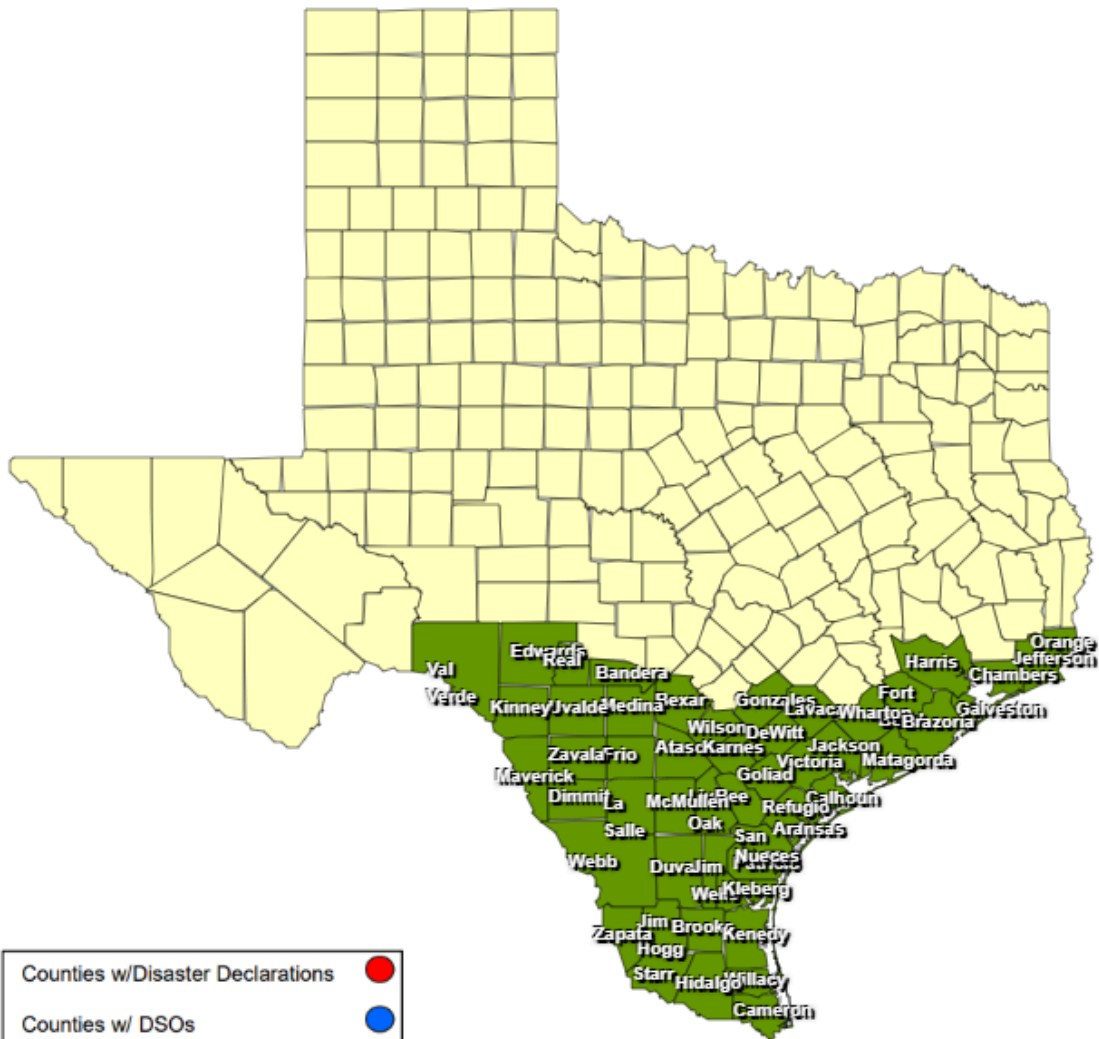 Orange
Jefferson
Harris
Chambers
Edwards
Real
Val
Verde
Bandera
Fort
Galveston
Kinney
Uvalde
Medina
Bexar
Gonzales
Lavaca
Wharton
Brazoria
Wilson
DeWitt
Zavala
Frio
Karnes
Jackson
Victoria
Matagorda
Maverick
Goliad
Dimmit
La
Salle
McMullen
Bee
Oak
Refugio
Calhoun
Aransas
San
Nueces
Webb
Duval
Jim
Wells
Kleberg
Zapata
Jim
Hogg
Brooks
Kenedy
Starr
Hidalgo
Willacy
Cameron
Counties w/Disaster Declarations
Counties w/ DSOs